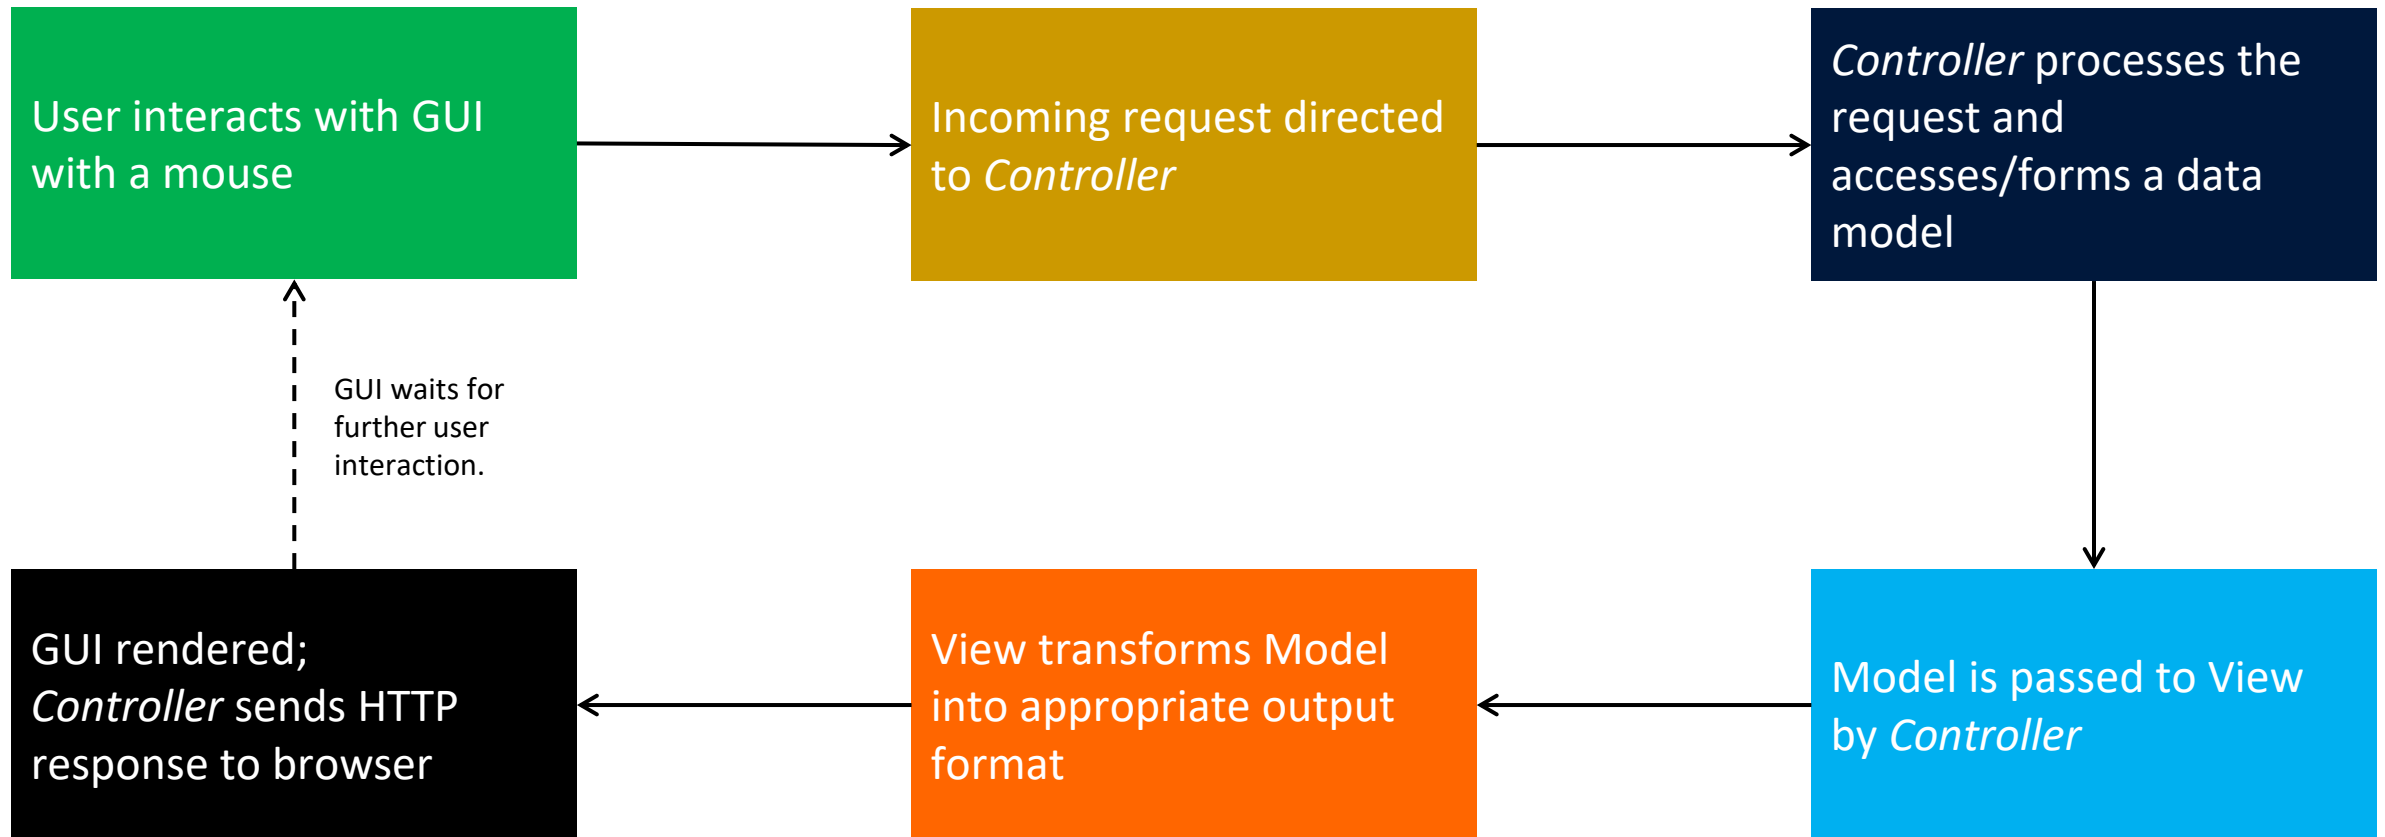 User interacts with GUI
with a mouse
Incoming request directed
to Controller
Controller processes the
request and
accesses/forms a data
model
GUI waits for
further user
interaction.
GUI rendered;
Controller sends HTTP
response to browser
View transforms Model
into appropriate output
format
Model is passed to View
by Controller